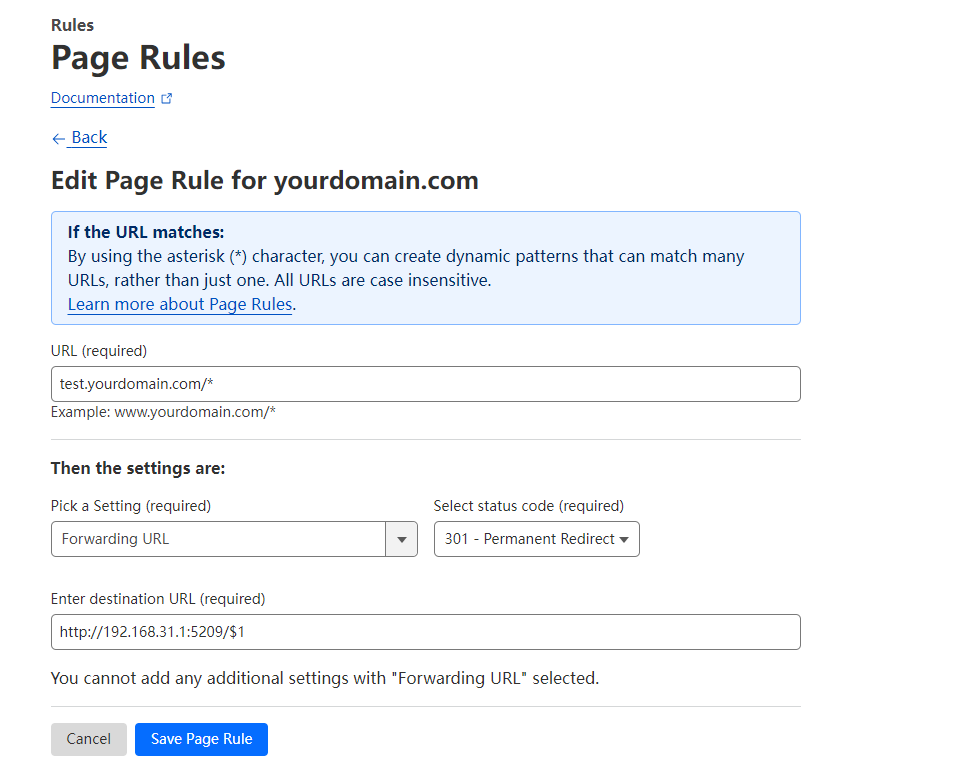 Rules
Page Rules
Documentation
← Back
Edit Page Rule for yourdomain.com
If the URL matches:
By using the asterisk (*) character, you can create dynamic patterns that can match many
URLs, rather than just one. All URLs are case insensitive.
Learn more about Page Rules.
URL (required)
test.yourdomain.com/*
Example: www.yourdomain.com/*
Then the settings are:
Pick a Setting (required) Select status code (required)
Forwarding URL 301 - Permanent Redirect
Enter destination URL (required)
http://192.168.31.1:5209/$1
You cannot add any additional settings with "Forwarding URL" selected.
Cancel Save Page Rule